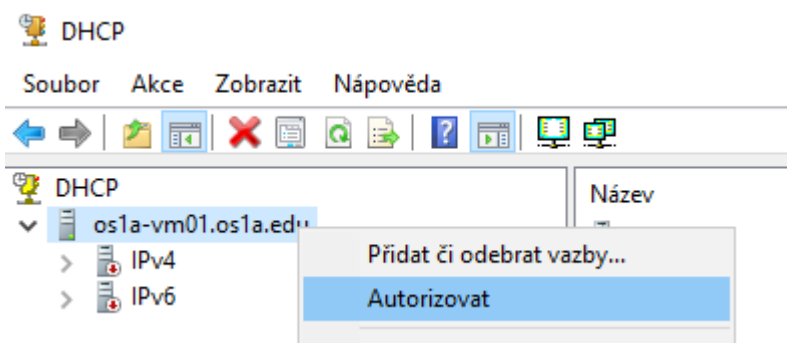 DHCP
Soubor Akce Zobrazit Nápověda
DHCP
Název
os1a-vm01.os1a.edu
Přidat či odebrat vazby...
IPv4
Autorizovat
IPv6